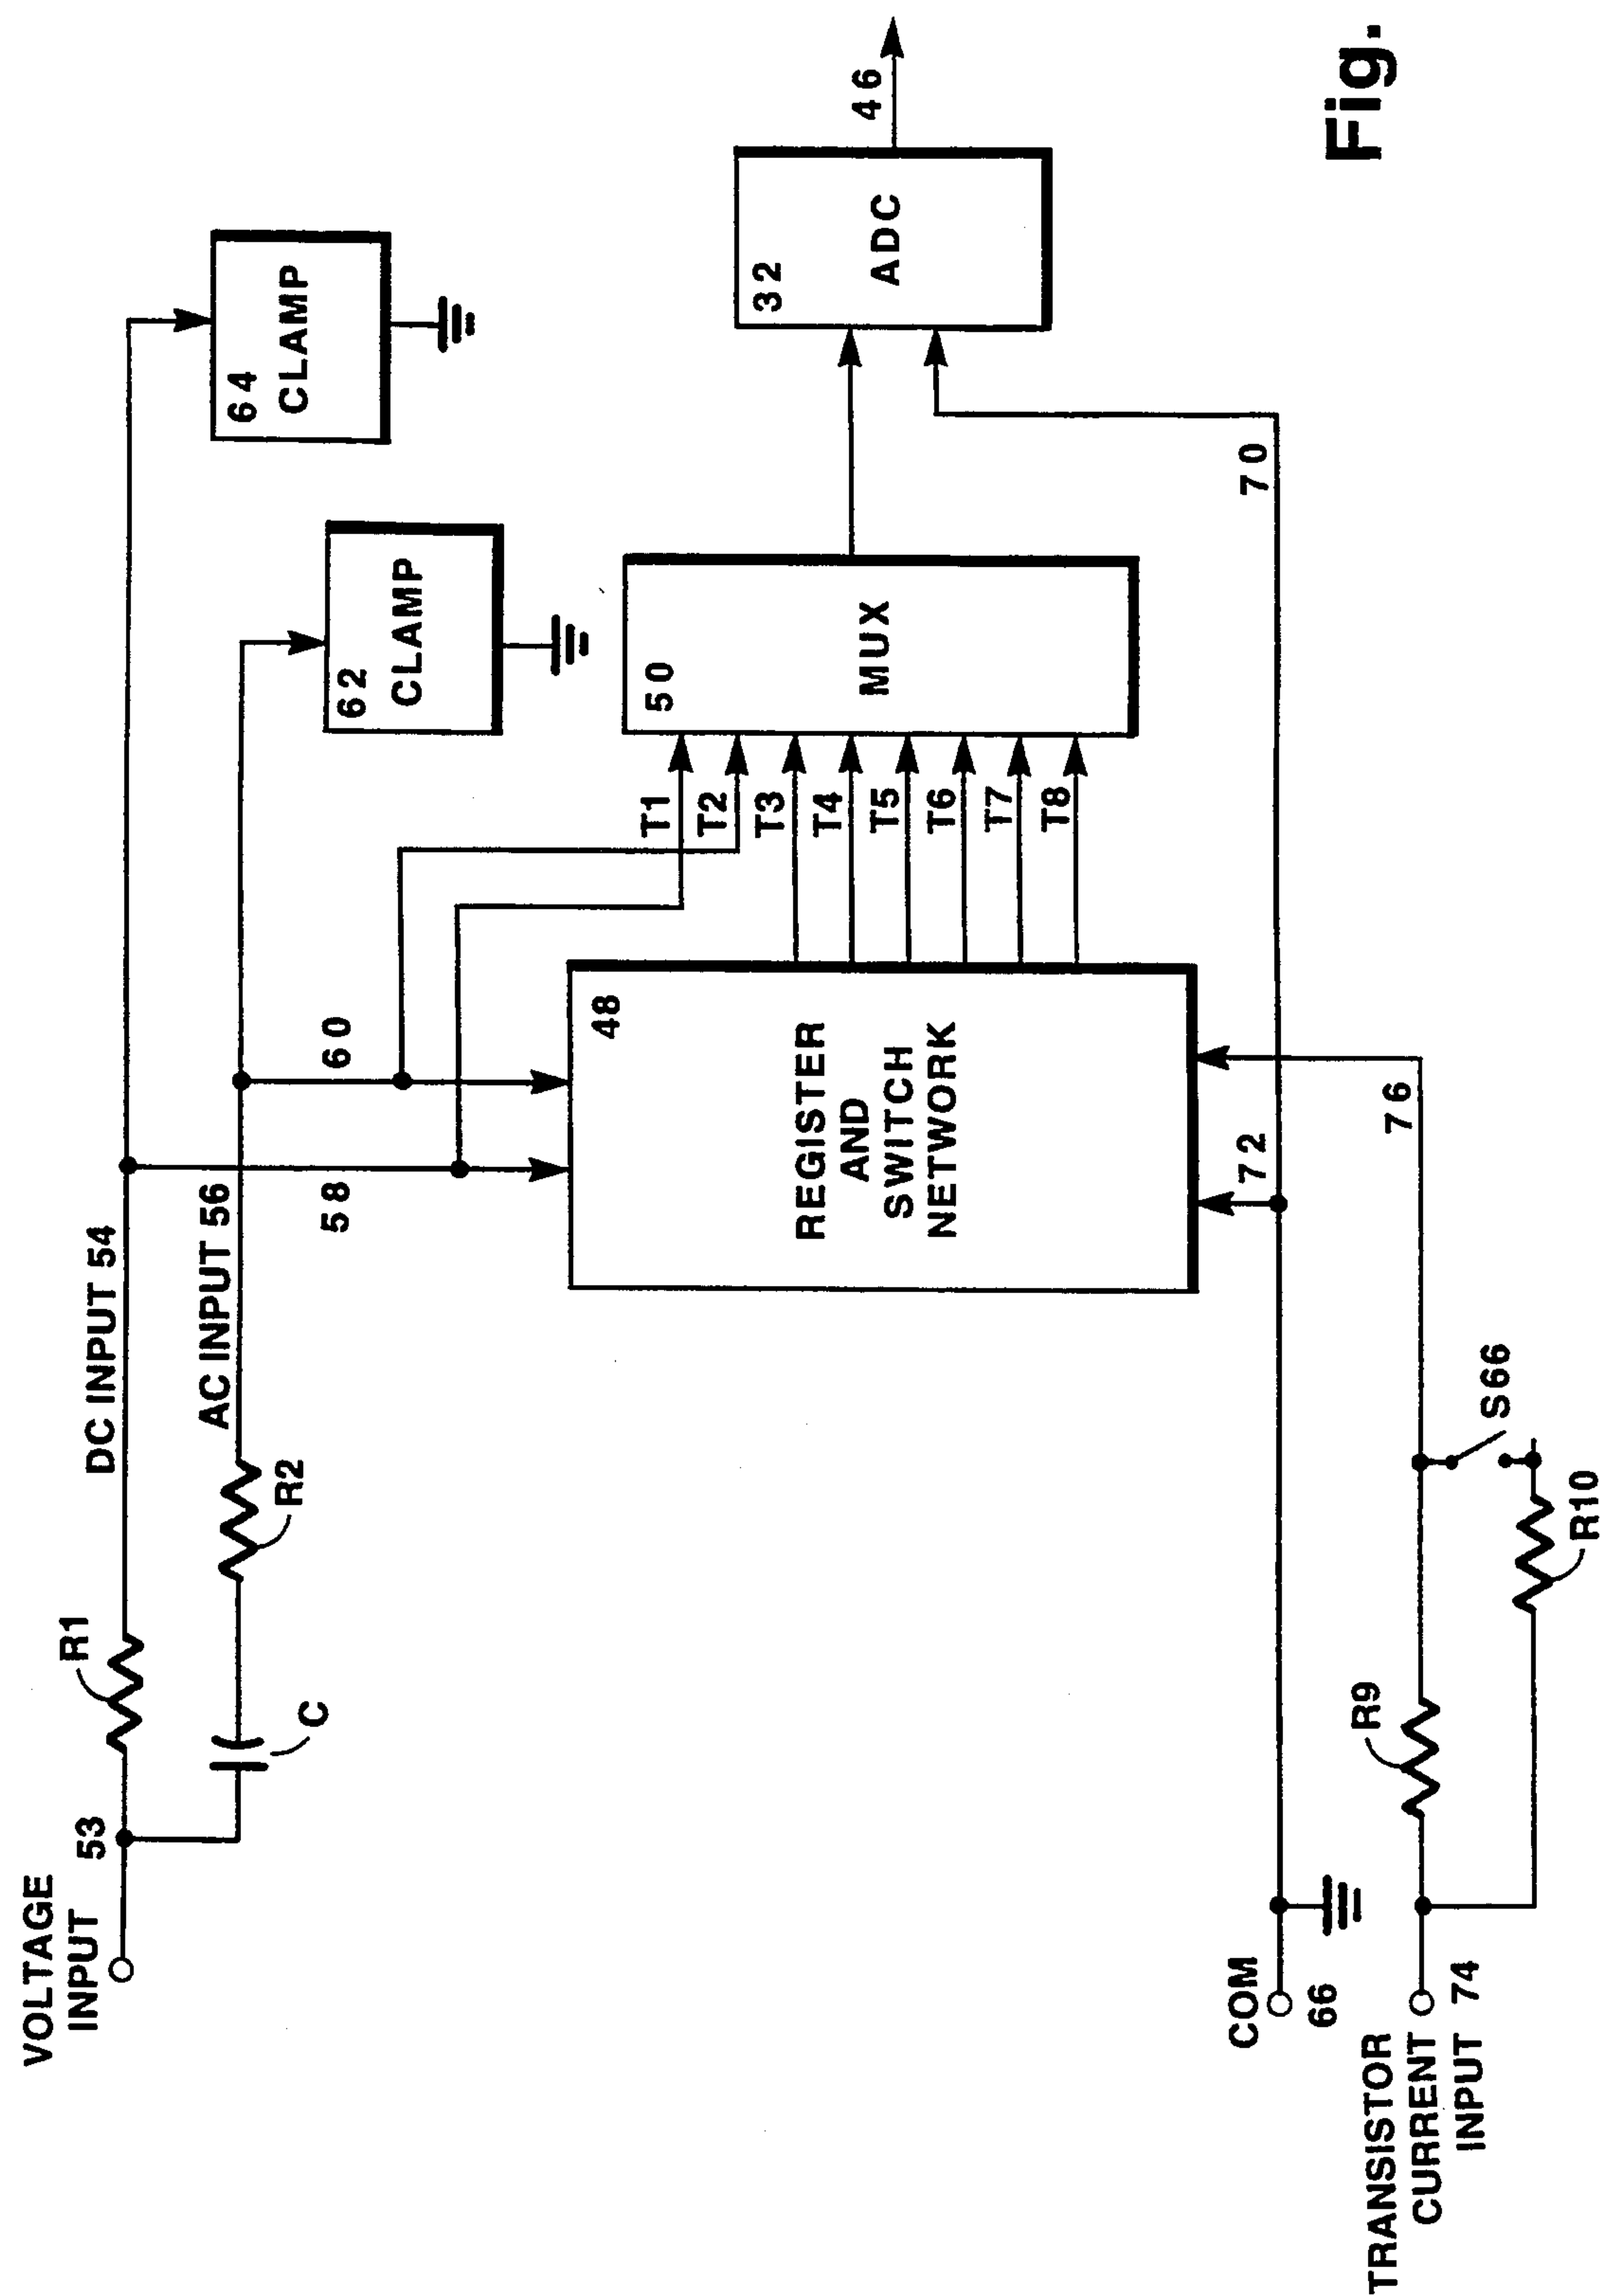 VOLTAGE
INPUT
53
R1
DC INPUT 54
C
R2
AC INPUT 56
58
60
62
CLAMP
64
CLAMP
48
REGISTER
AND
SWITCH
NETWORK
T1
T2
T3
T4
T5
T6
T7
T8
50
MUX
32
ADC
46
COM
66
72
70
TRANSISTOR
CURRENT
INPUT 74
R9
R10
S66
76
Fig.